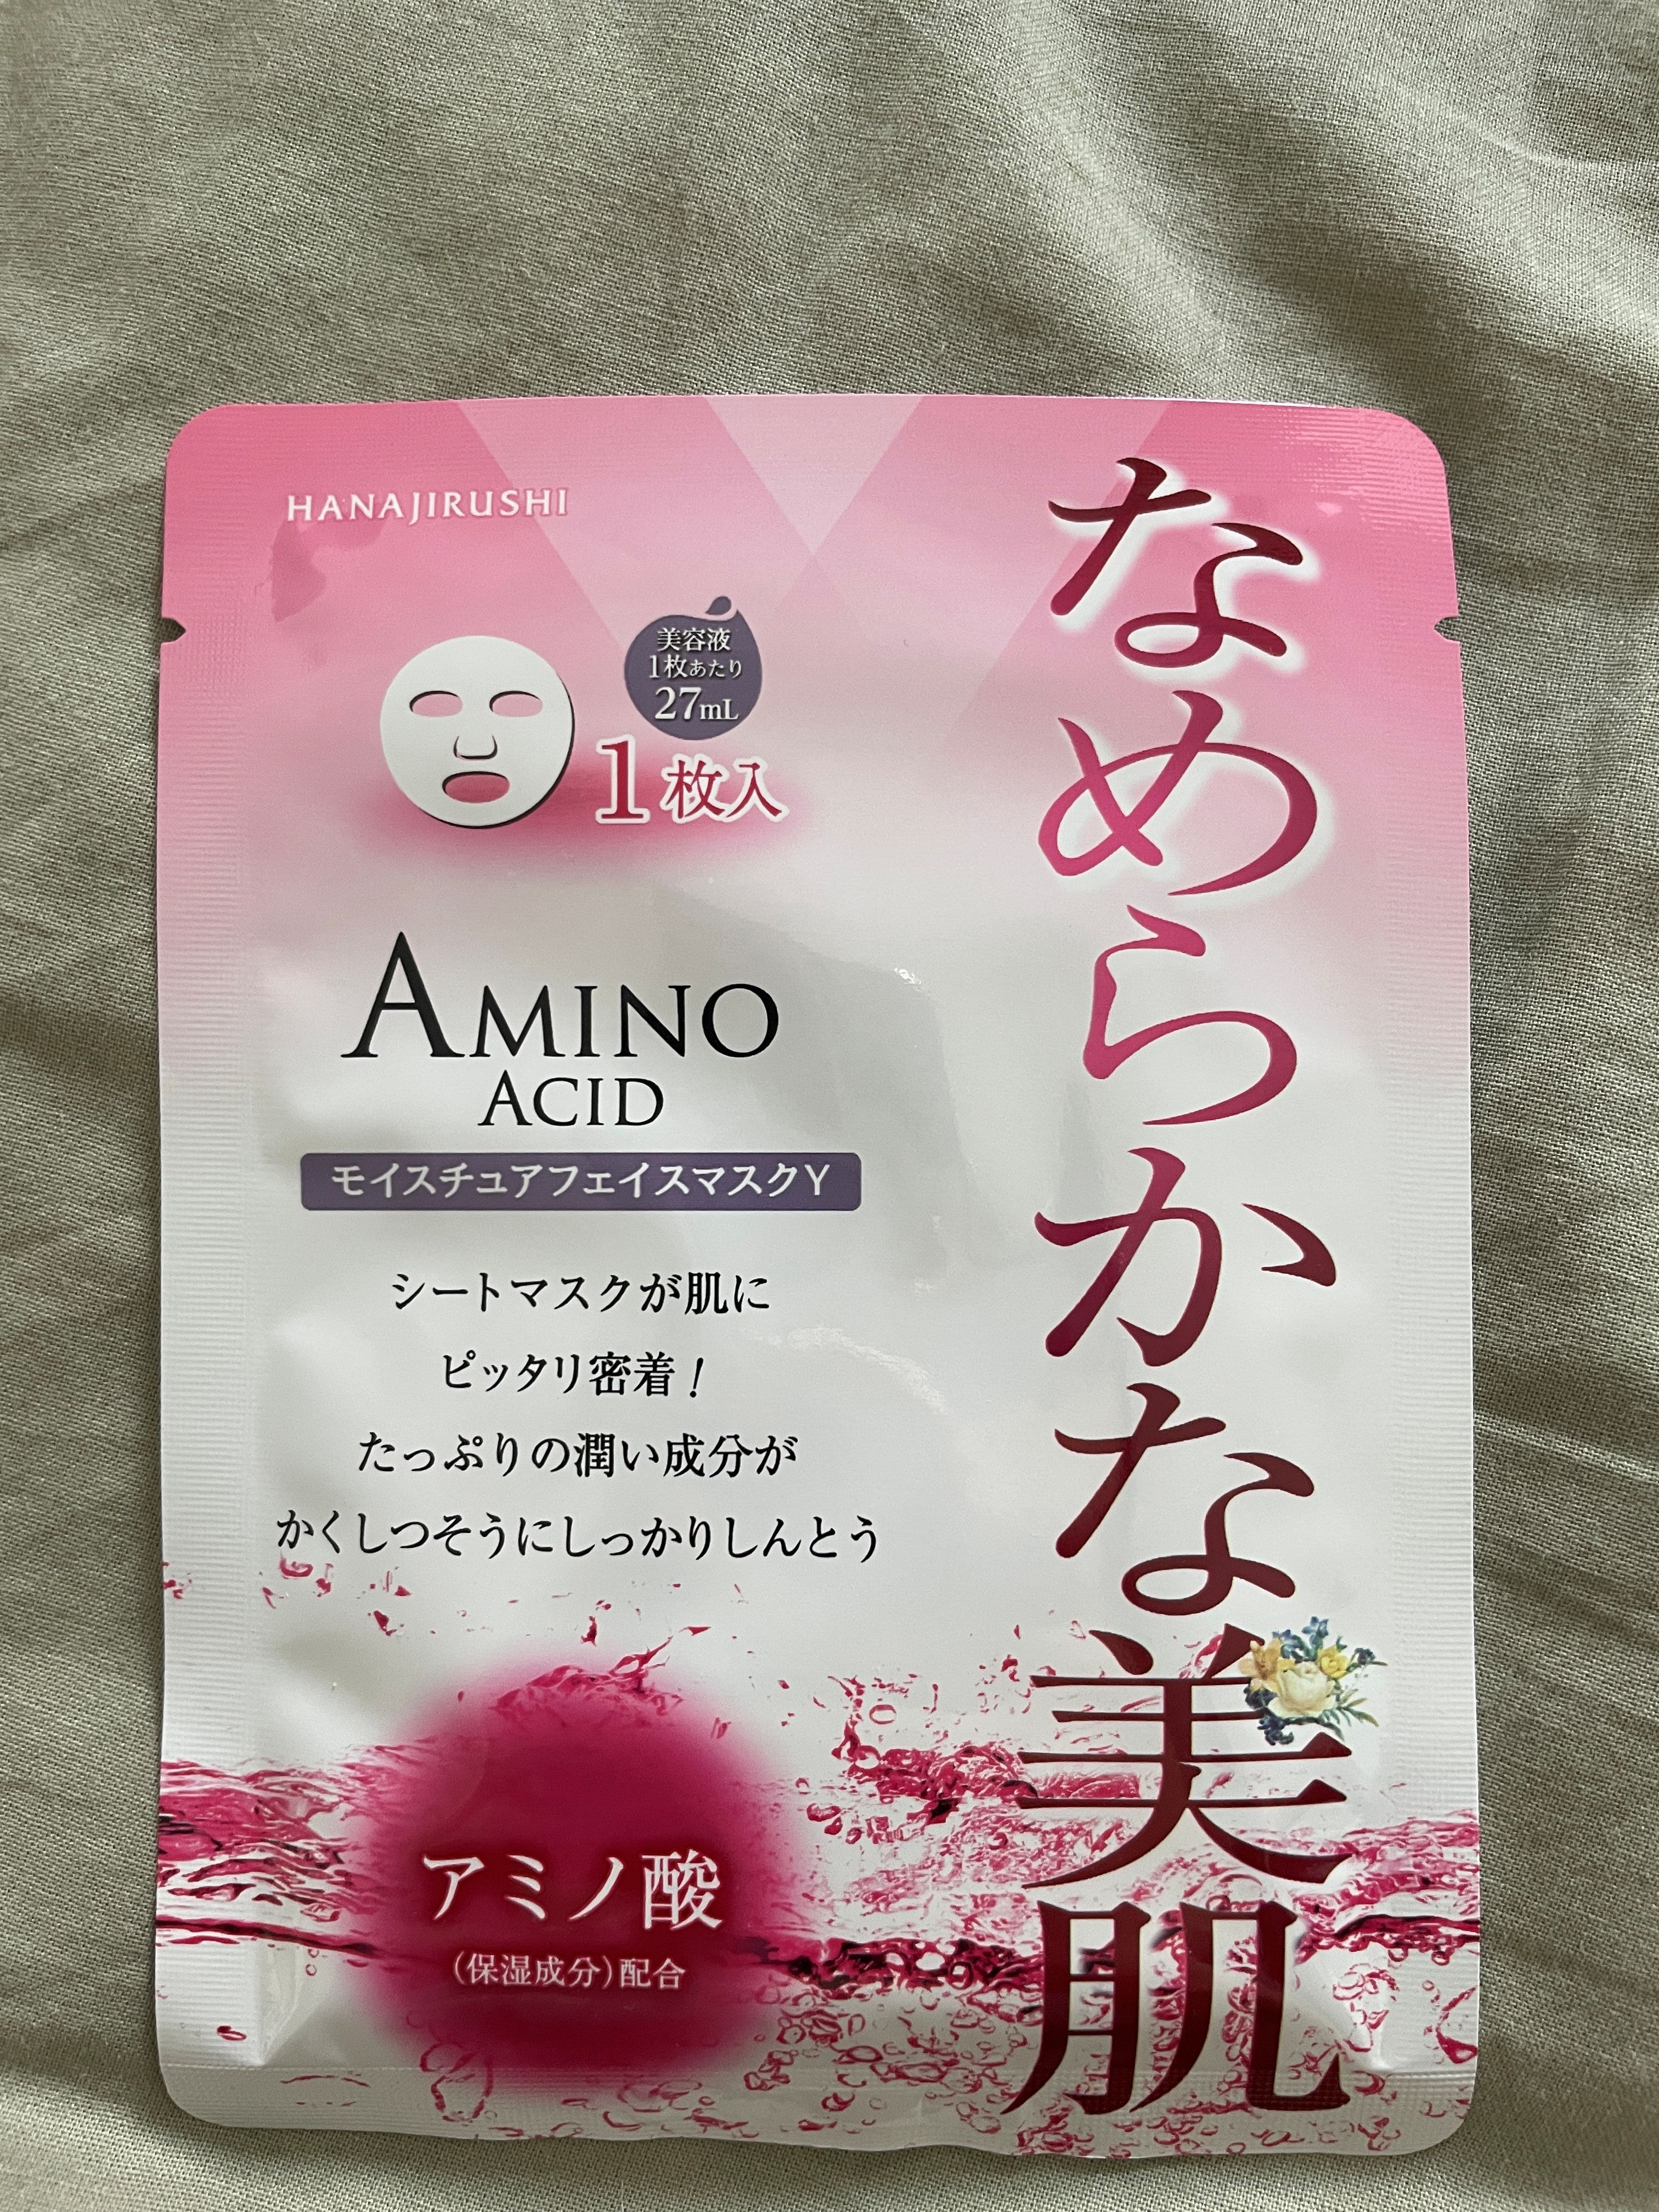 HANAJIRUSHI
なめらかな美肌
美容液
1枚あたり
27mL
1枚入
AMINO
ACID
モイスチュアフェイスマスクY
シートマスクが肌に
ピッタリ密着!
たっぷりの潤い成分が
かくしつそうにしっかりしんとう
アミノ酸
(保湿成分)配合